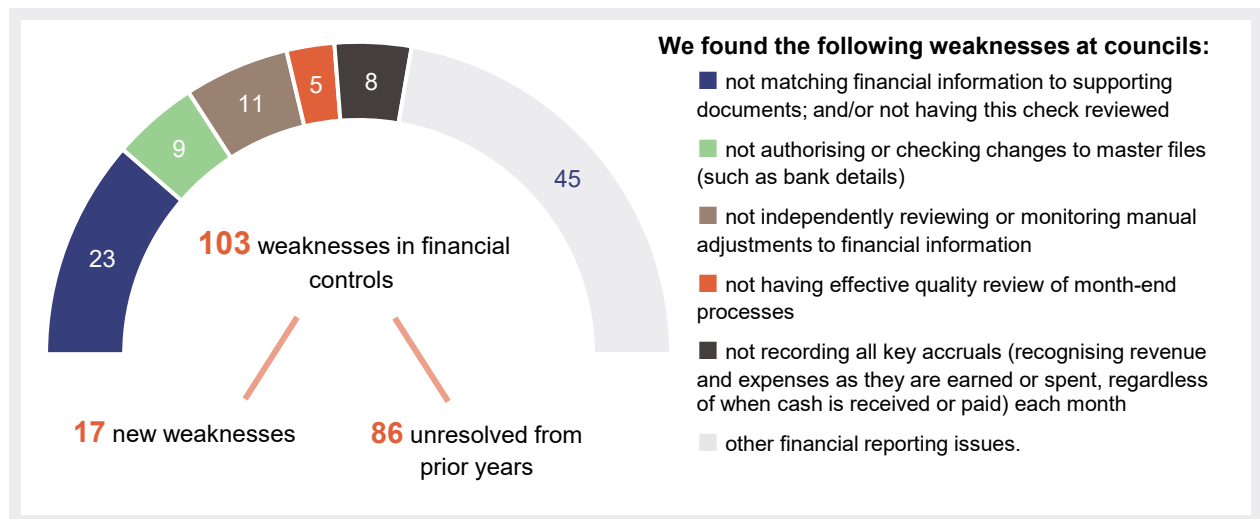 23
9
11
5
8
45
103 weaknesses in financial
controls
17 new weaknesses
86 unresolved from
prior years
We found the following weaknesses at councils:
not matching financial information to supporting
documents; and/or not having this check reviewed
not authorising or checking changes to master files
(such as bank details)
not independently reviewing or monitoring manual
adjustments to financial information
not having effective quality review of month-end
processes
not recording all key accruals (recognising revenue
and expenses as they are earned or spent, regardless
of when cash is received or paid) each month
other financial reporting issues.